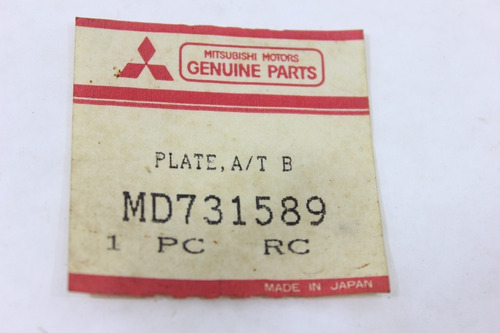 MITSUBISHI MOTORS
GENUINE PARTS
PLATE, A/T B
MD731589
1 PC RC
MADE IN JAPAN